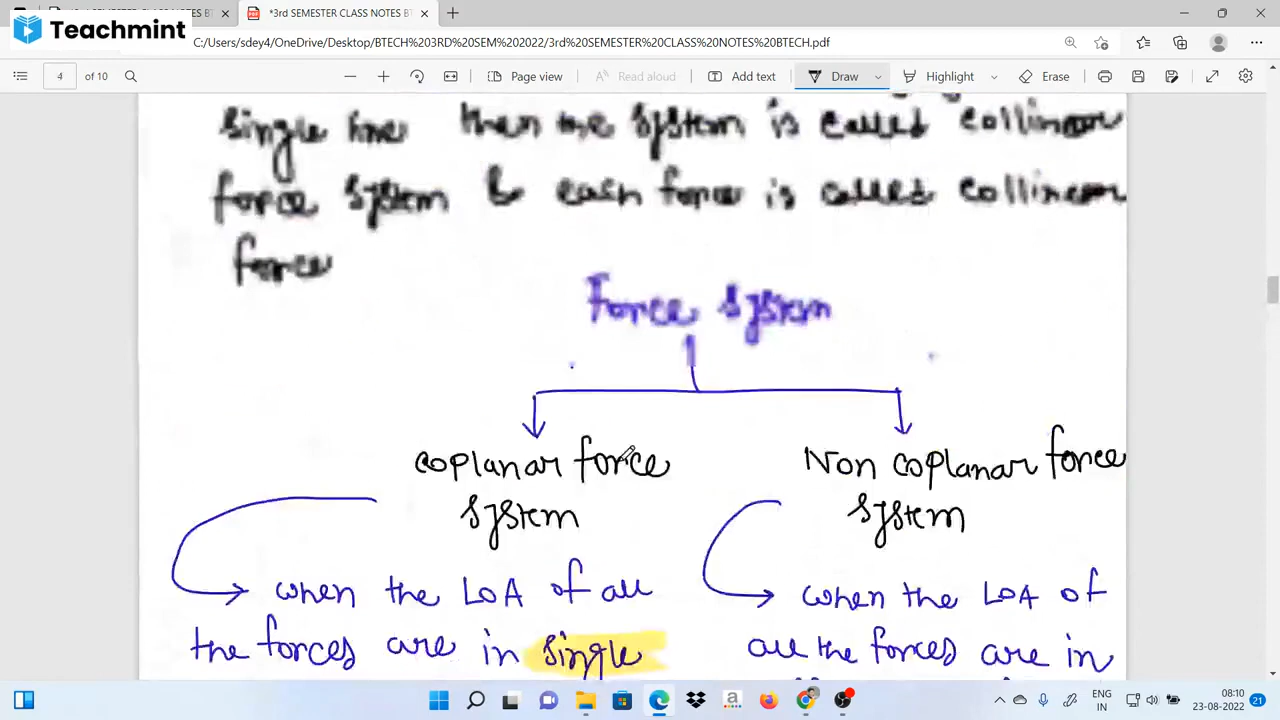 *3rd SEMESTER CLASS NOTES BT
Teachmint
C:/Users/sdey4/OneDrive/Desktop/BTECH%203RD%20SEM%202022/3rd%20SEMESTER%20CLASS%20NOTES%20BTECH.pdf
4 of 10
Page view
Read aloud
Add text
Draw
Highlight
Erase
single line then the system is called collinear
force system & each force is called collinear
force
Force System
coplanar force
system
Non coplanar force
system
when the LOA of all
the forces are in single
when the LOA of
all the forces are in
ENG
IN
08:10
23-08-2022
21